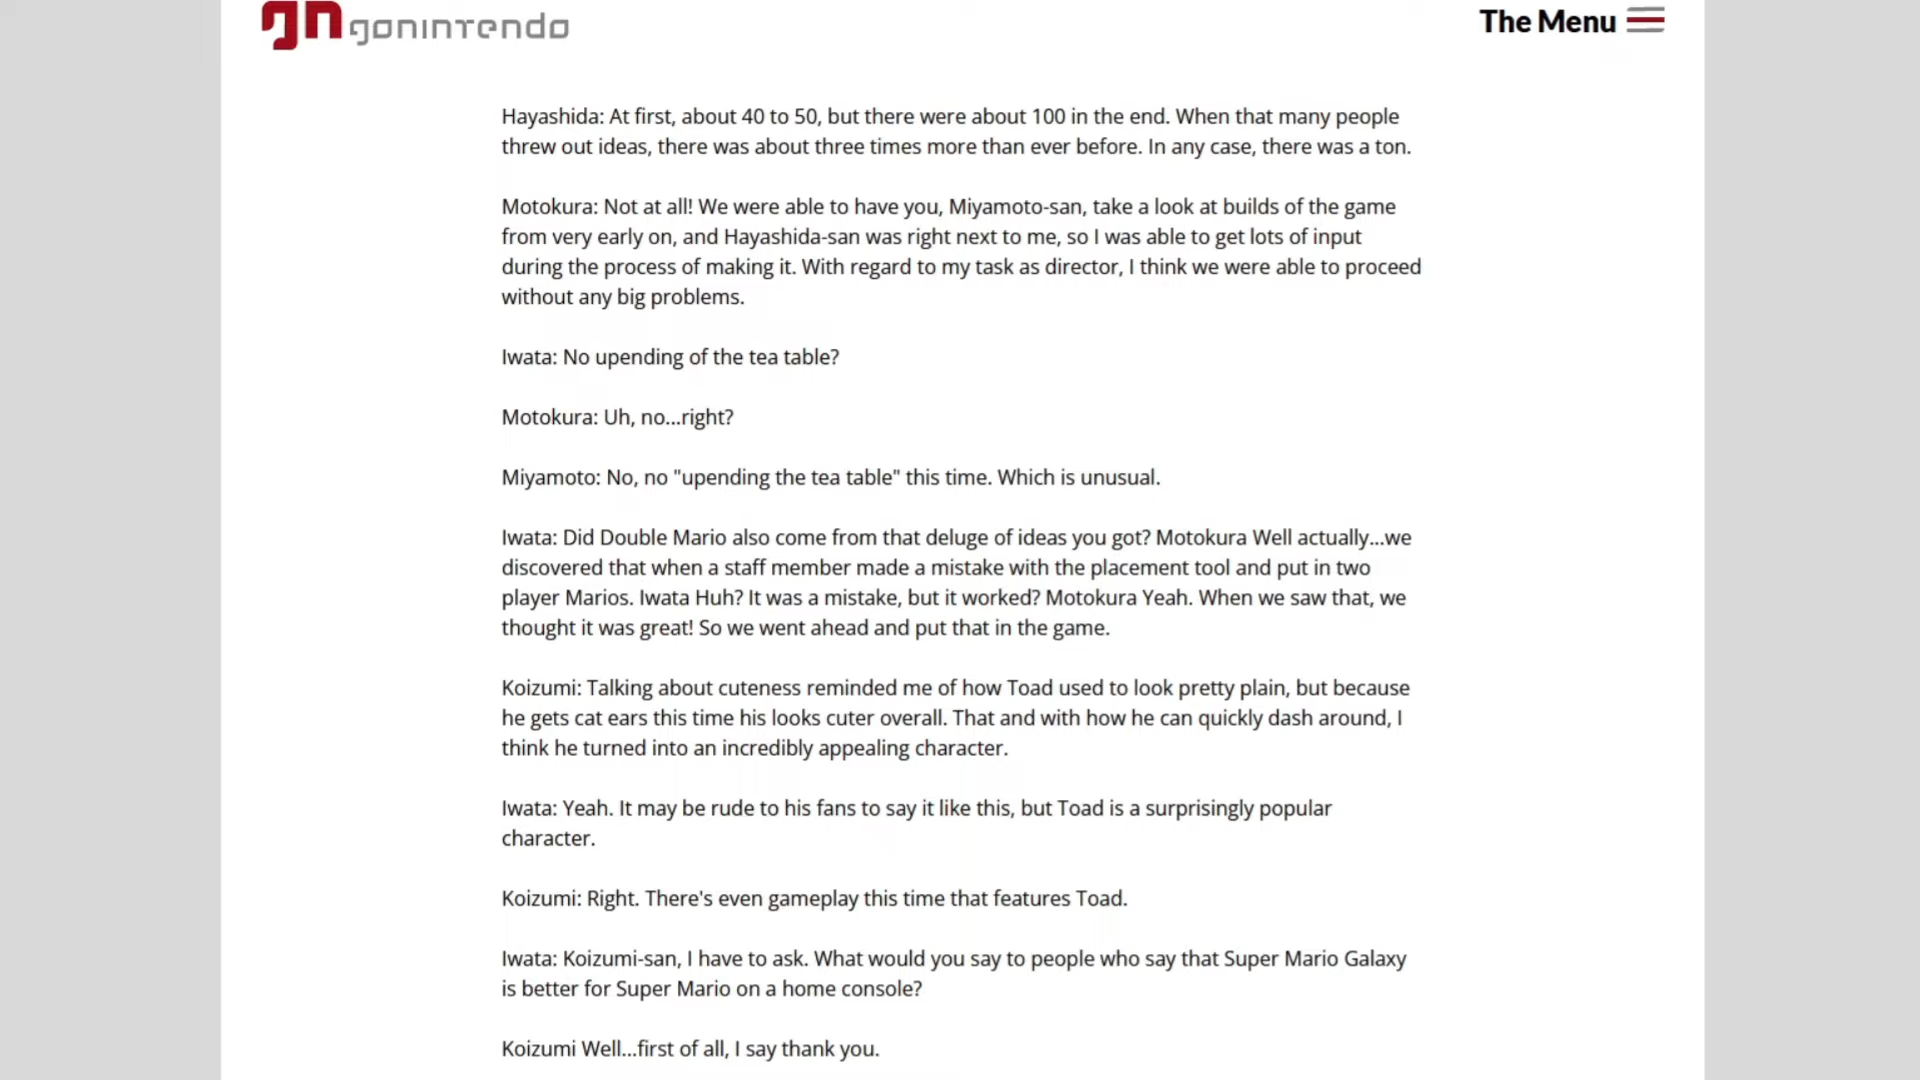 gn gonintendo
The Menu
Hayashida: At first, about 40 to 50, but there were about 100 in the end. When that many people
threw out ideas, there was about three times more than ever before. In any case, there was a ton.
Motokura: Not at all! We were able to have you, Miyamoto-san, take a look at builds of the game
from very early on, and Hayashida-san was right next to me, so I was able to get lots of input
during the process of making it. With regard to my task as director, I think we were able to proceed
without any big problems.
Iwata: No upending of the tea table?
Motokura: Uh, no...right?
Miyamoto: No, no "upending the tea table" this time. Which is unusual.
Iwata: Did Double Mario also come from that deluge of ideas you got? Motokura Well actually...we
discovered that when a staff member made a mistake with the placement tool and put in two
player Marios. Iwata Huh? It was a mistake, but it worked? Motokura Yeah. When we saw that, we
thought it was great! So we went ahead and put that in the game.
Koizumi: Talking about cuteness reminded me of how Toad used to look pretty plain, but because
he gets cat ears this time his looks cuter overall. That and with how he can quickly dash around, I
think he turned into an incredibly appealing character.
Iwata: Yeah. It may be rude to his fans to say it like this, but Toad is a surprisingly popular
character.
Koizumi: Right. There's even gameplay this time that features Toad.
Iwata: Koizumi-san, I have to ask. What would you say to people who say that Super Mario Galaxy
is better for Super Mario on a home console?
Koizumi Well...first of all, I say thank you.